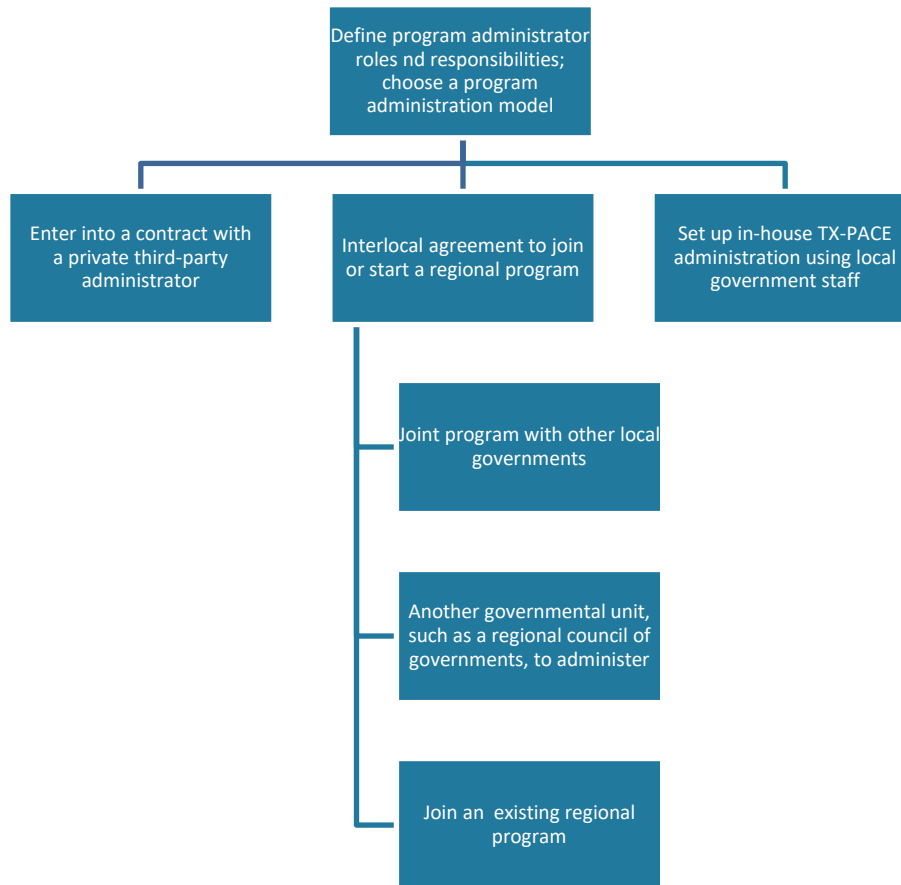 Define program administrator
roles nd responsibilities;
choose a program
administration model
Enter into a contract with
a private third-party
administrator
Interlocal agreement to join
or start a regional program
Set up in-house TX-PACE
administration using local
government staff
Joint program with other local
governments
Another governmental unit,
such as a regional council of
governments, to administer
Join an  existing regional
program